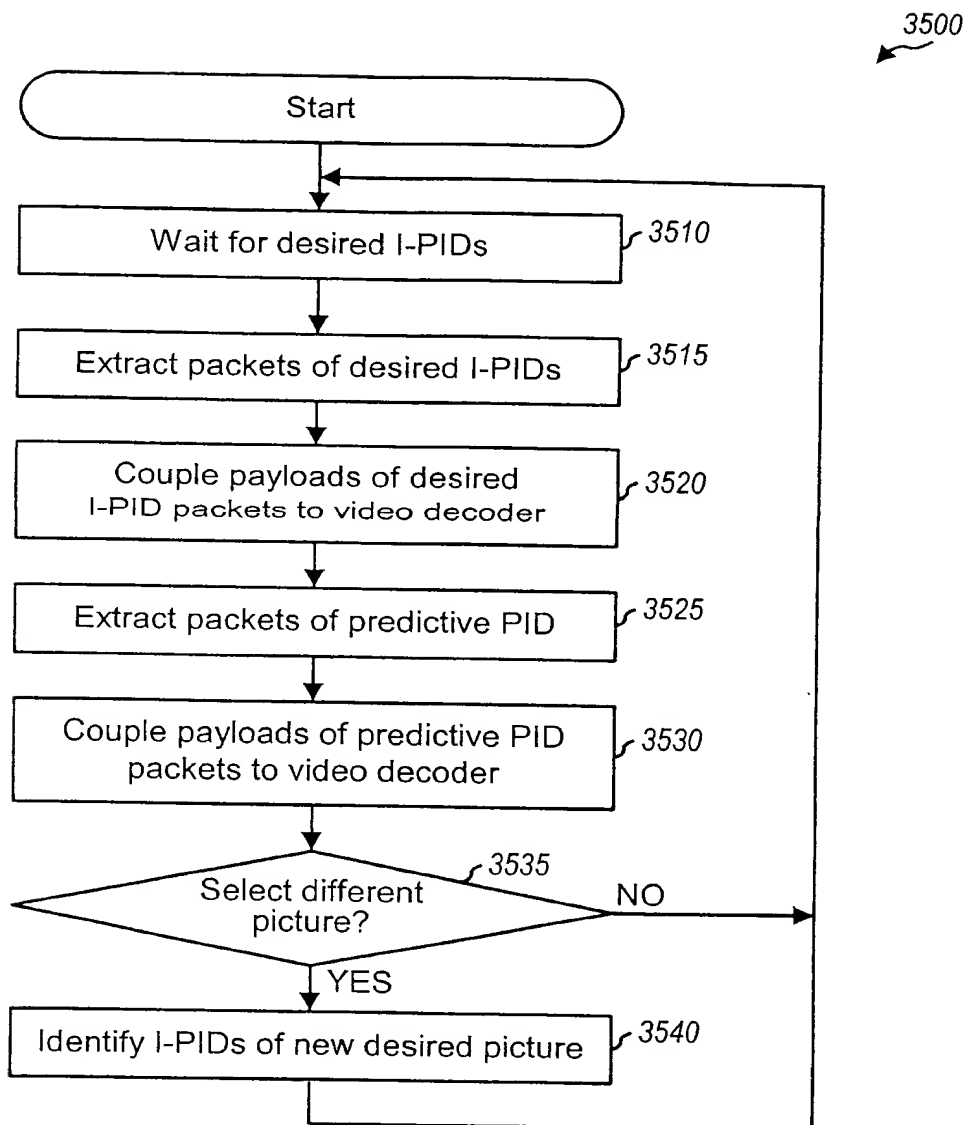 3500
Start
Wait for desired I-PIDs
3510
Extract packets of desired I-PIDs
3515
Couple payloads of desired
I-PID packets to video decoder
3520
Extract packets of predictive PID
3525
Couple payloads of predictive PID
packets to video decoder
3530
3535
Select different
picture?
NO
YES
Identify I-PIDs of new desired picture
3540